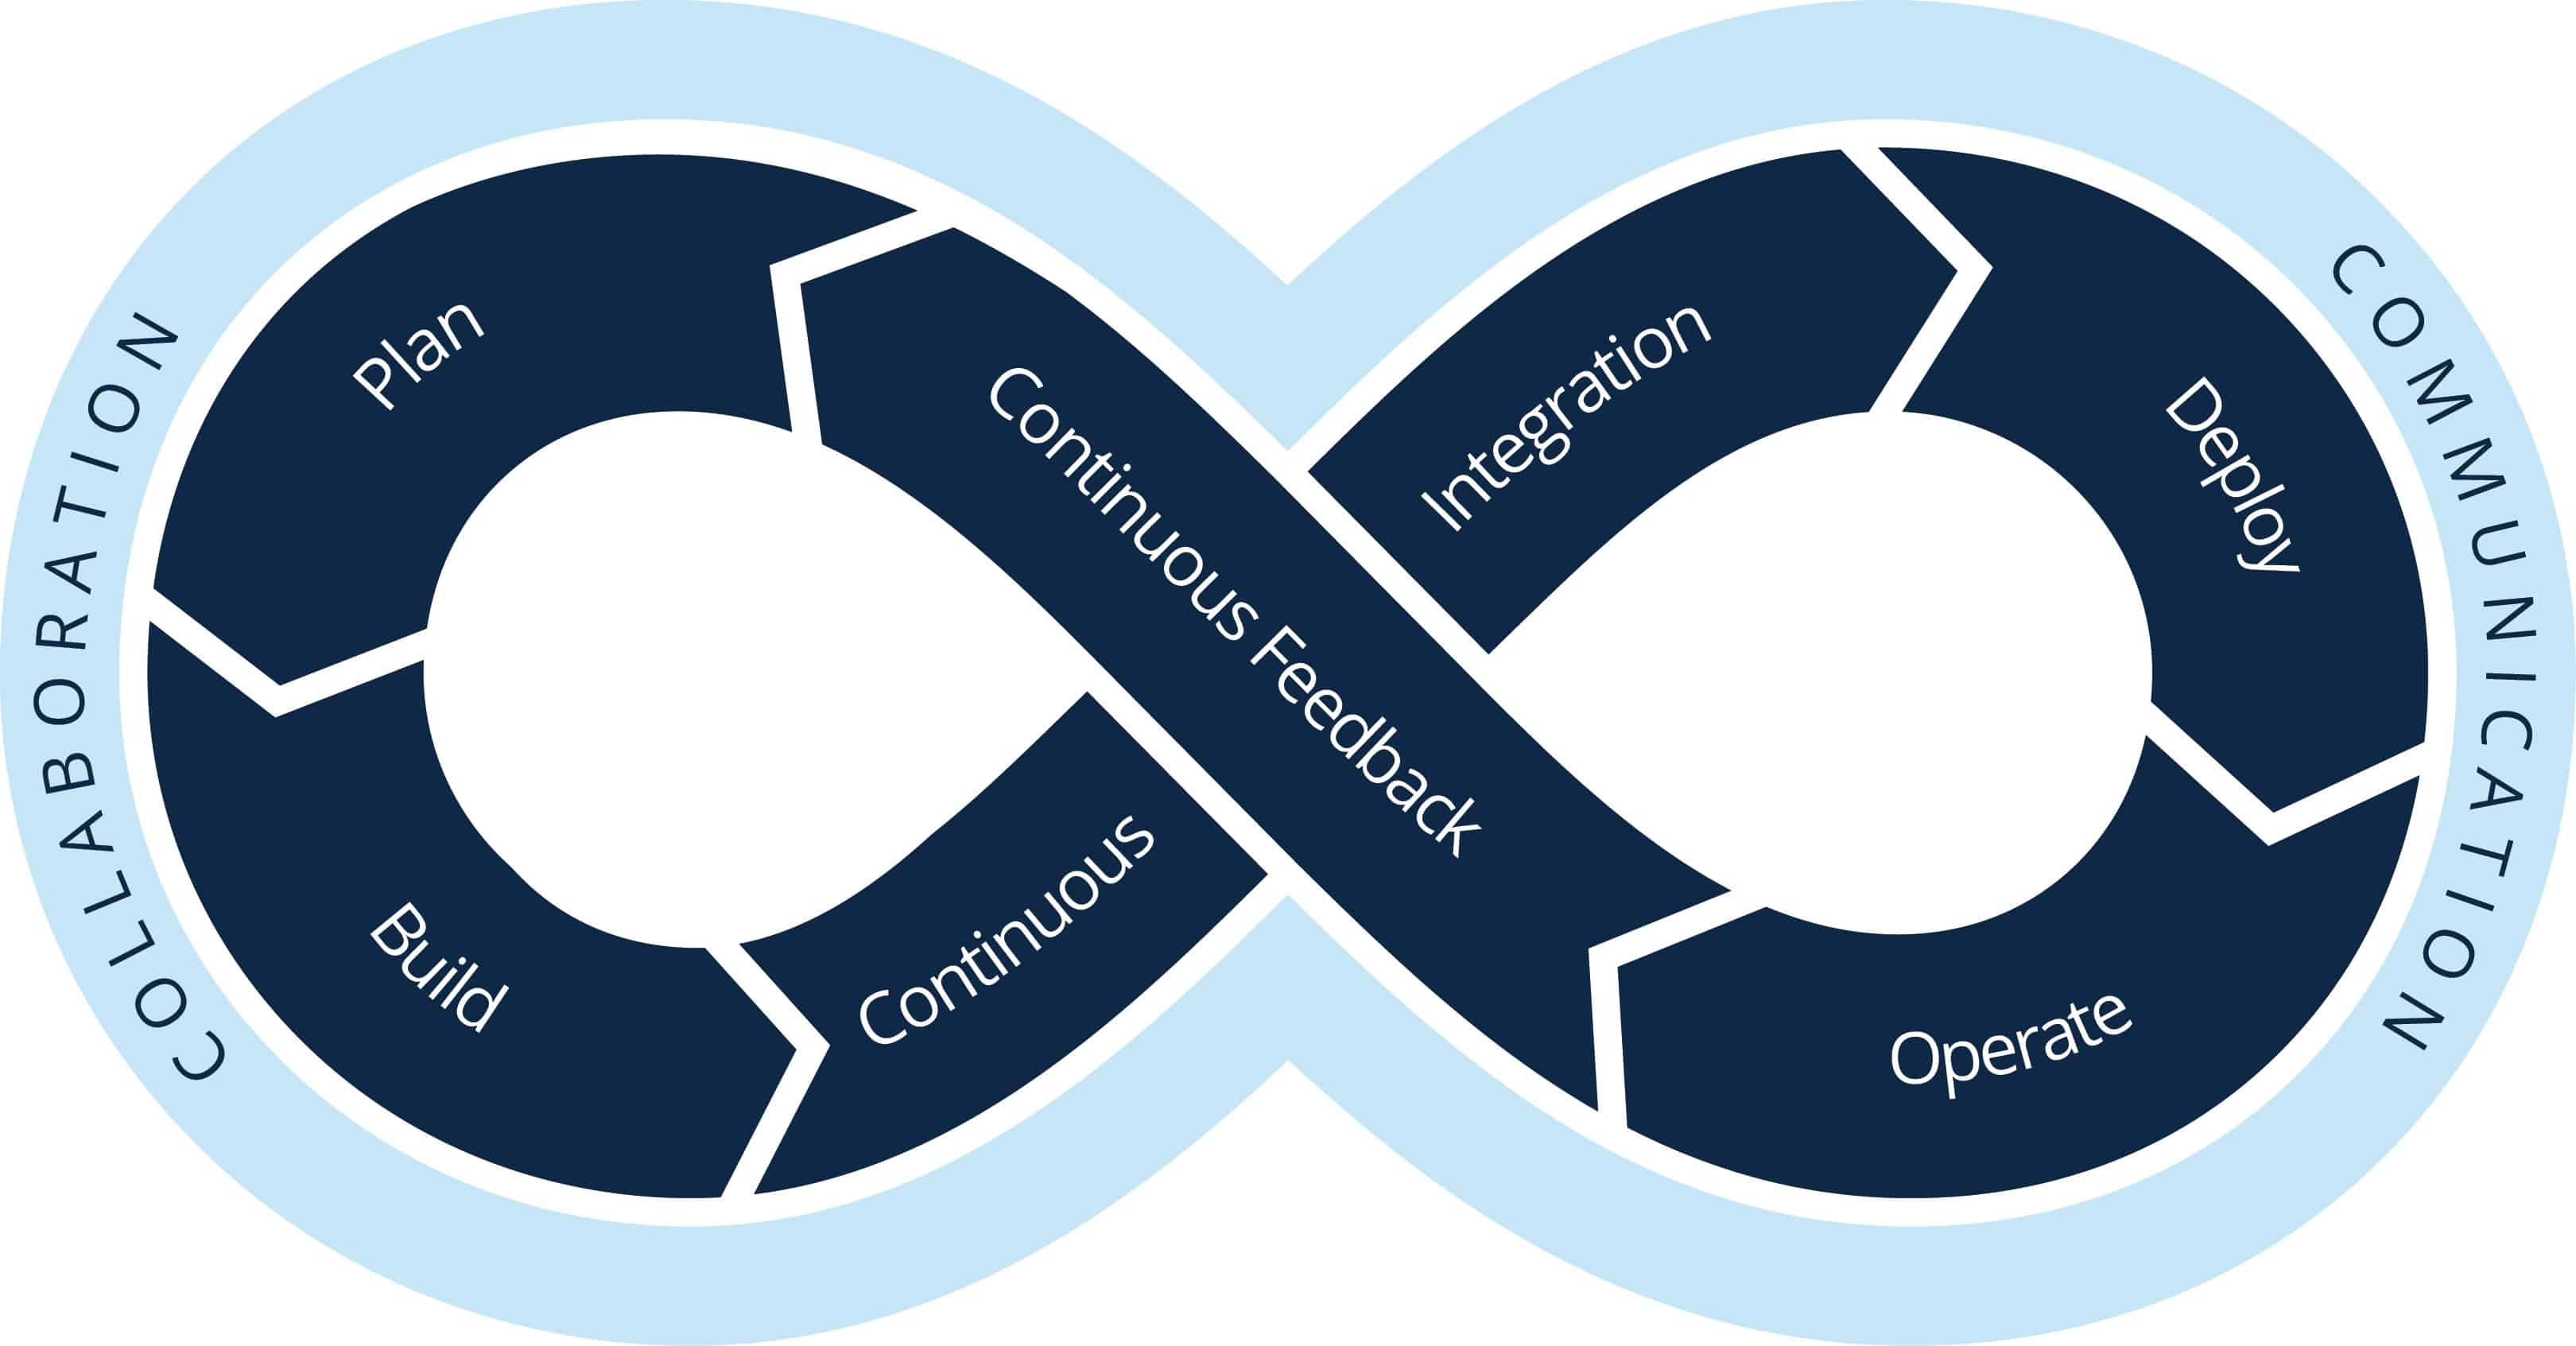 COLLABORATION
Plan
Build
Continuous
Integration
Deploy
Operate
Continuous Feedback
COMMUNICATION